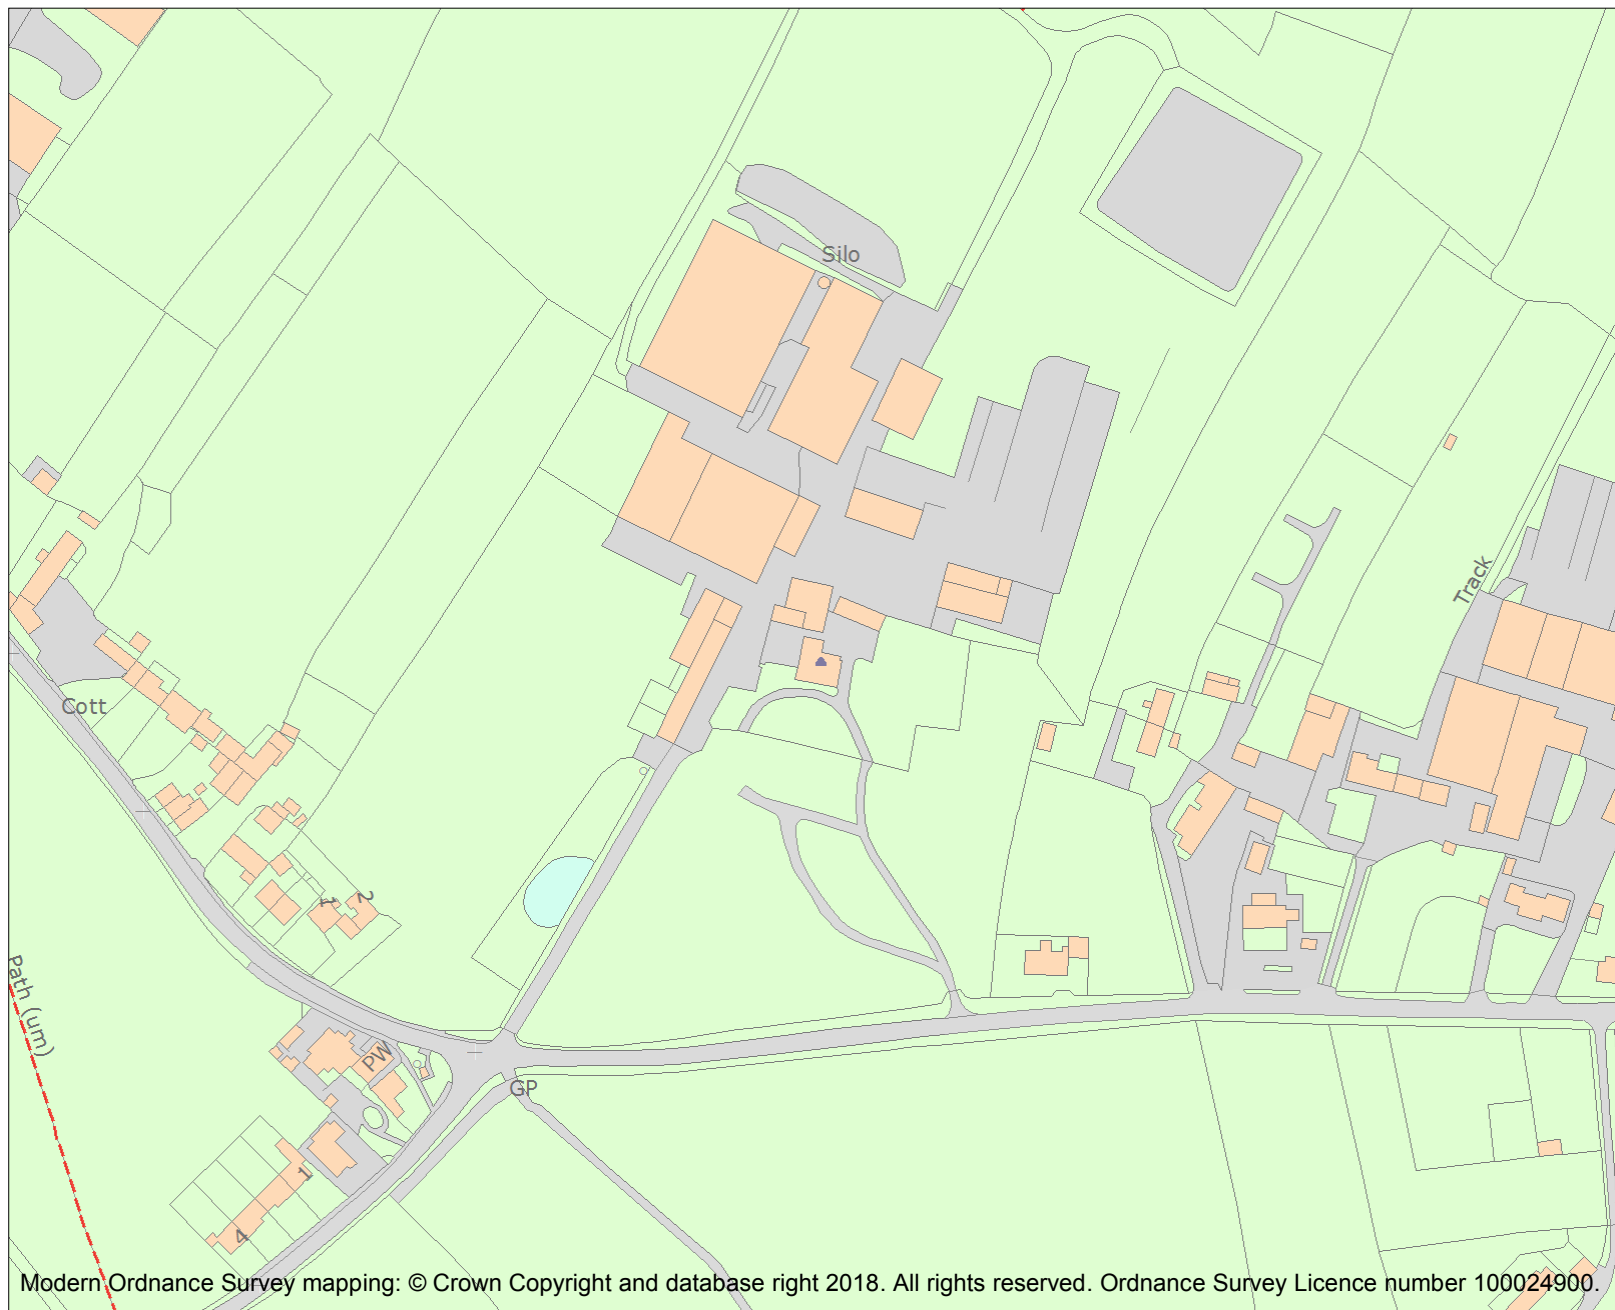 Silo
Track
Cott
2
1
Path (um)
PW
GP
1
4
Modern Ordnance Survey mapping: © Crown Copyright and database right 2018. All rights reserved. Ordnance Survey Licence number 100024900.